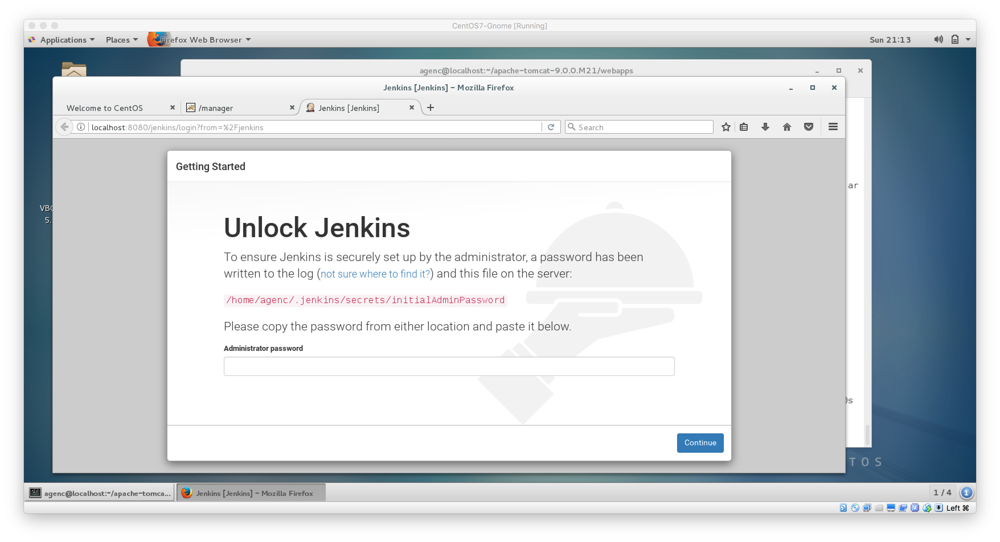 CentOS7-Gnome [Running]
Applications Places Firefox Web Browser Sun 21:13
agenc@localhost:~/apache-tomcat-9.0.0.M21/webapps
Jenkins [Jenkins] - Mozilla Firefox
Welcome to CentOS /manager Jenkins [Jenkins]
localhost:8080/jenkins/login?from=%2Fjenkins Search
Getting Started
ar
Unlock Jenkins
VBO
5.
To ensure Jenkins is securely set up by the administrator, a password has been
written to the log (not sure where to find it?) and this file on the server:
/home/agenc/.jenkins/secrets/initialAdminPassword
Please copy the password from either location and paste it below.
Administrator password
0s
Continue
TOS
agenc@localhost:~/apache-tomca... Jenkins [Jenkins] - Mozilla Firefox 1 / 4 1
Left ⌘